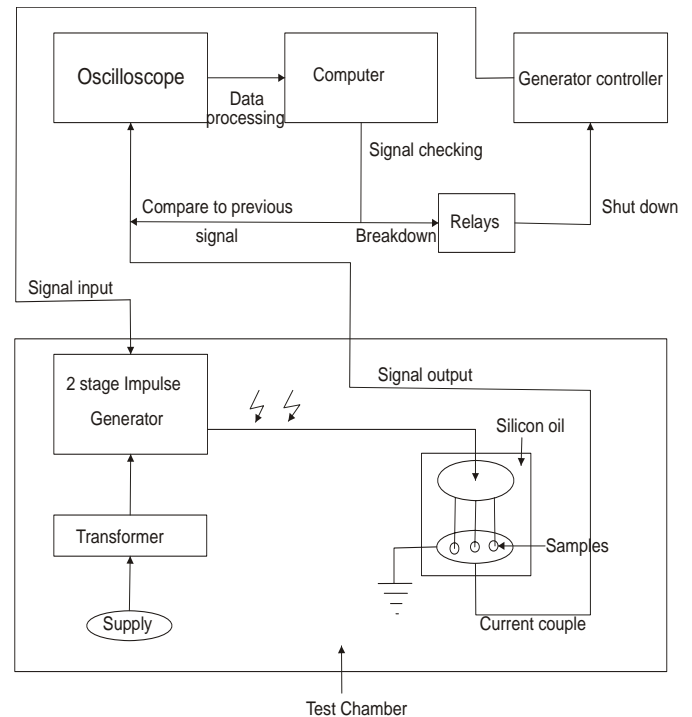 Oscilloscope
Computer
Generator controller
Data
processing
Signal checking
Compare to previous
signal
Breakdown
Relays
Shut down
Signal input
2 stage Impulse
Generator
Signal output
Silicon oil
Transformer
Samples
Supply
Current couple
Test Chamber